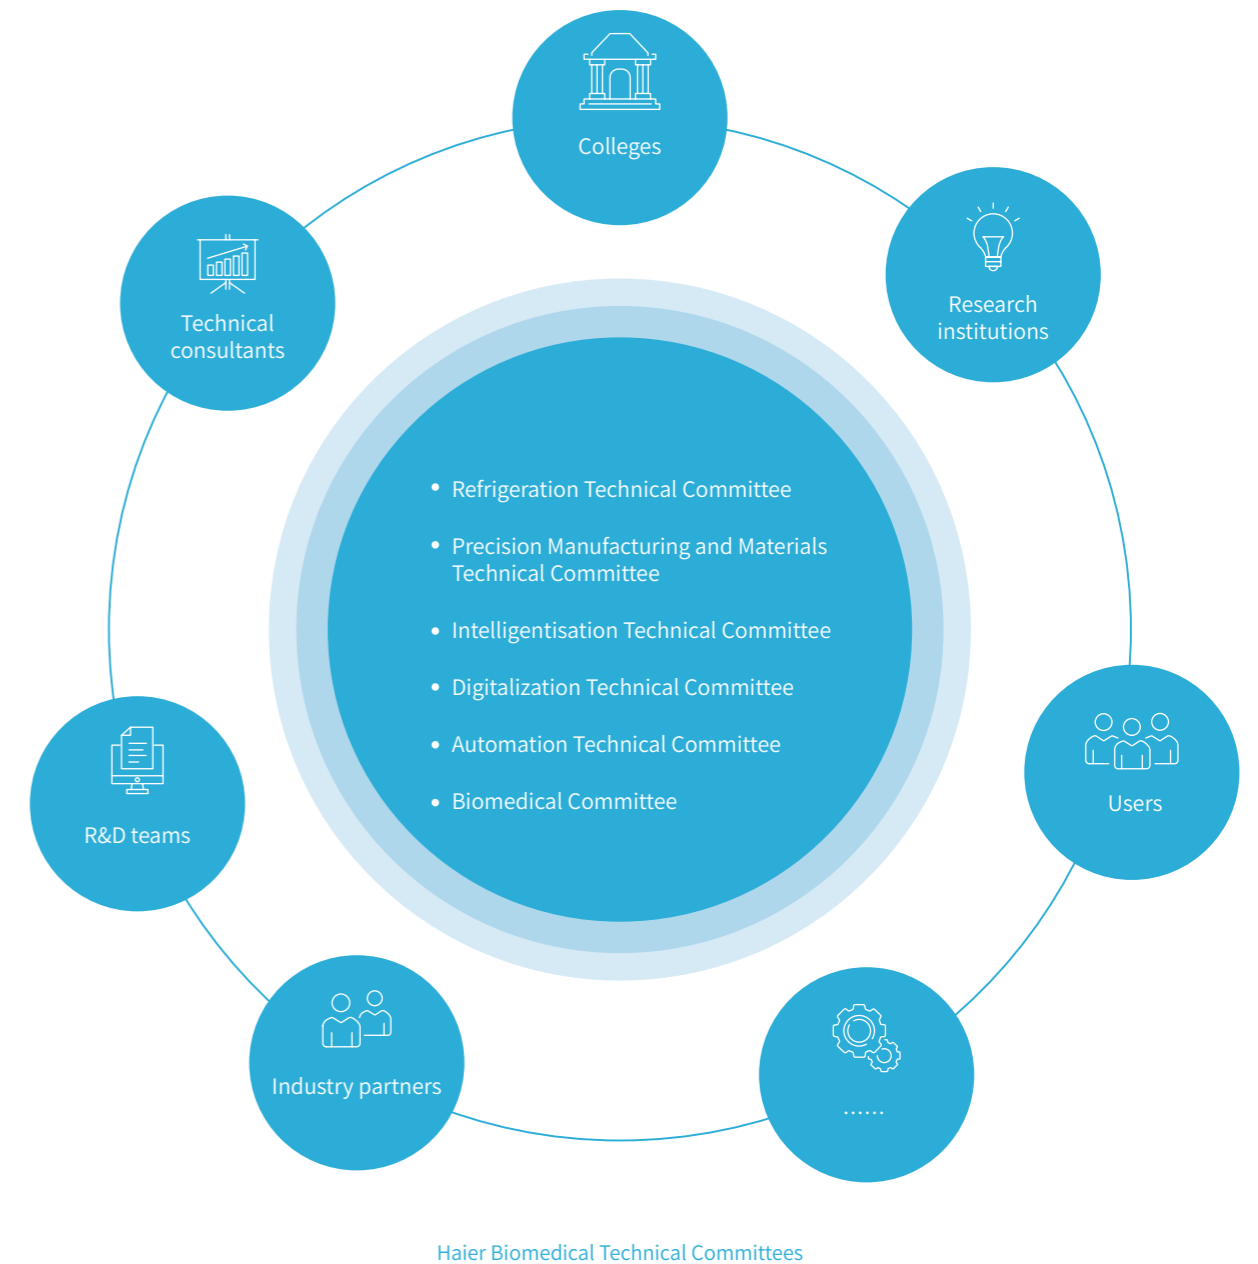 Colleges
Research
institutions
Technical
consultants
Refrigeration Technical Committee
Precision Manufacturing and Materials
Technical Committee
Intelligentisation Technical Committee
Digitalization Technical Committee
Automation Technical Committee
Biomedical Committee
Users
R&D teams
Industry partners
......
Haier Biomedical Technical Committees